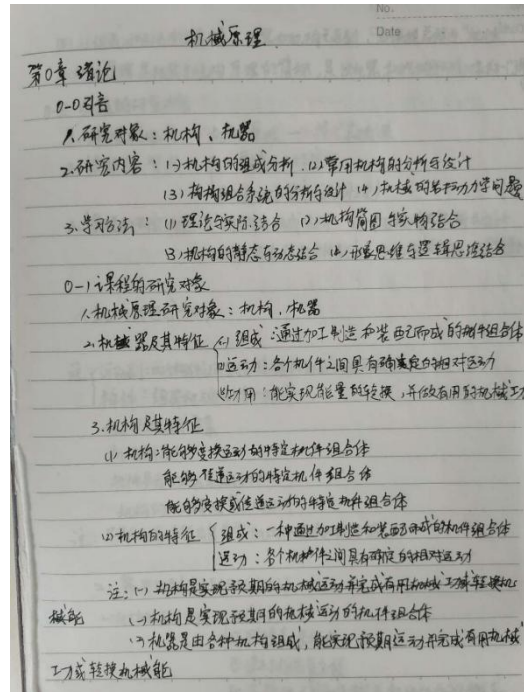 No.
Date
机械原理
第0章 绪论
0-0引言
1.研究对象：机构、机器
2.研究内容：(1)机构的组成分析 (2)常用机构的分析与设计
(3)机构组合系统的分析与设计 (4)机械的若干动力学问题
3.学习方法：(1)理论与实际结合 (2)机构简图与实物结合
(3)机构的静态与动态结合 (4)形象思维与逻辑思维结合
0-1课程的研究对象
1.机械原理研究对象：机构、机器
2.机器及其特征 (1)组成：通过加工制造和装配而成的机件组合体
(2)运动：各个机件之间具有确定的相对运动
(3)功用：能实现能量的转换，并做有用的机械功
3.机构及其特征
(1)机构：能够变换运动的特定机件组合体
能够传递运动的特定机件组合体
能够变换或传递运动的特定机件组合体
(2)机构的特征 组成：一种通过加工制造和装配而成的机件组合体
运动：各个机件之间具有确定的相对运动
注：(1)机构是实现预期的机械运动并完成有用机械功或转换机
械能
(2)机构是实现预期的机械运动的机件组合体
(3)机器是由各种机构组成，能实现预期运动并完成有用机械
功或转换机械能